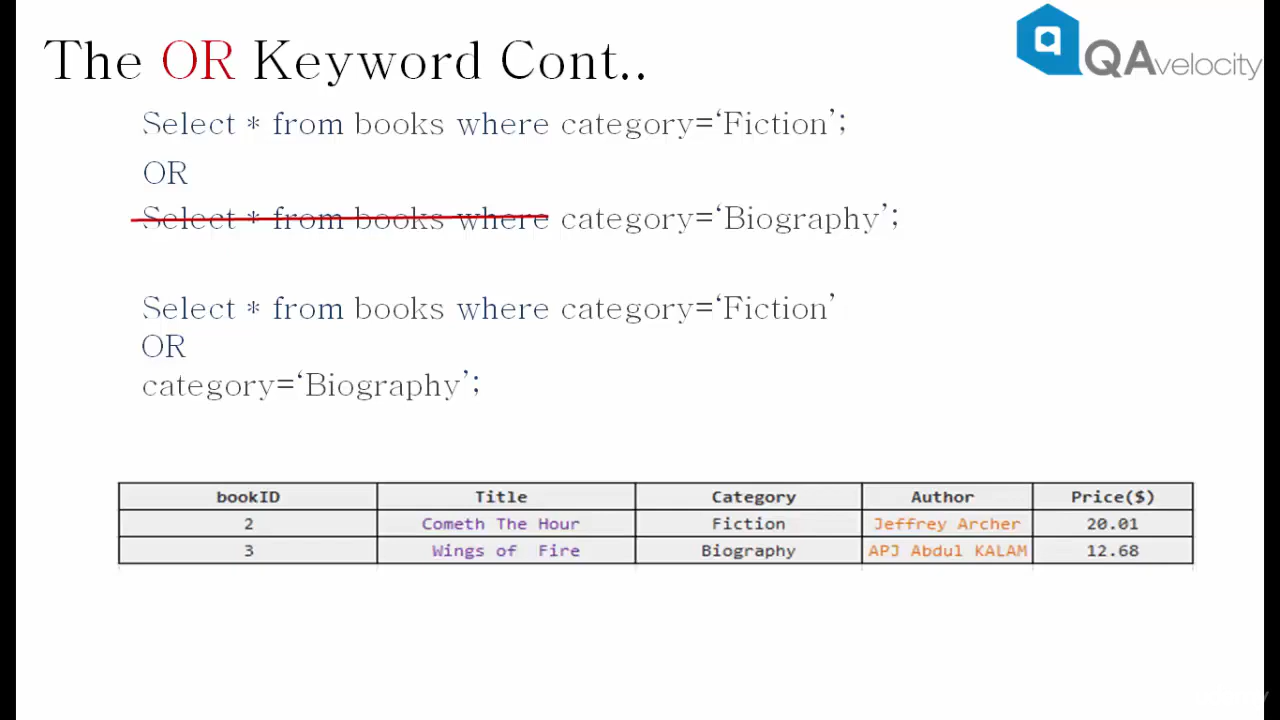 The OR Keyword Cont..
QAvelocity
Select * from books where category=‘Fiction’;
OR
Select * from books where category=‘Biography’;
Select * from books where category=‘Fiction’
OR
category=‘Biography’;
bookID Title Category Author Price($)
2 Cometh The Hour Fiction Jeffrey Archer 20.01
3 Wings of Fire Biography APJ Abdul KALAM 12.68